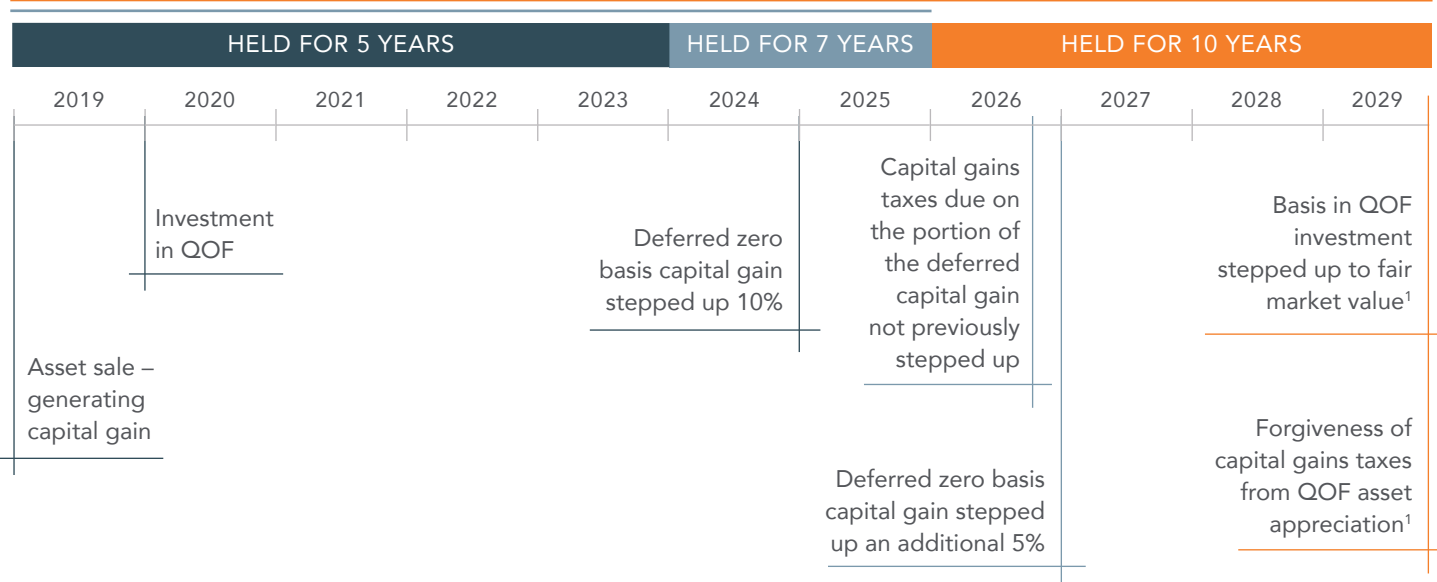 HELD FOR 5 YEARS
HELD FOR 7 YEARS
HELD FOR 10 YEARS
2019
2020
2021
2022
2023
2024
2025
2026
2027
2028
2029
Asset sale –
generating
capital gain
Investment
in QOF
Deferred zero
basis capital gain
stepped up 10%
Capital gains
taxes due on
the portion of
the deferred
capital gain
not previously
stepped up
Deferred zero basis
capital gain stepped
up an additional 5%
Basis in QOF
investment
stepped up to fair
market value¹
Forgiveness of
capital gains taxes
from QOF asset
appreciation¹